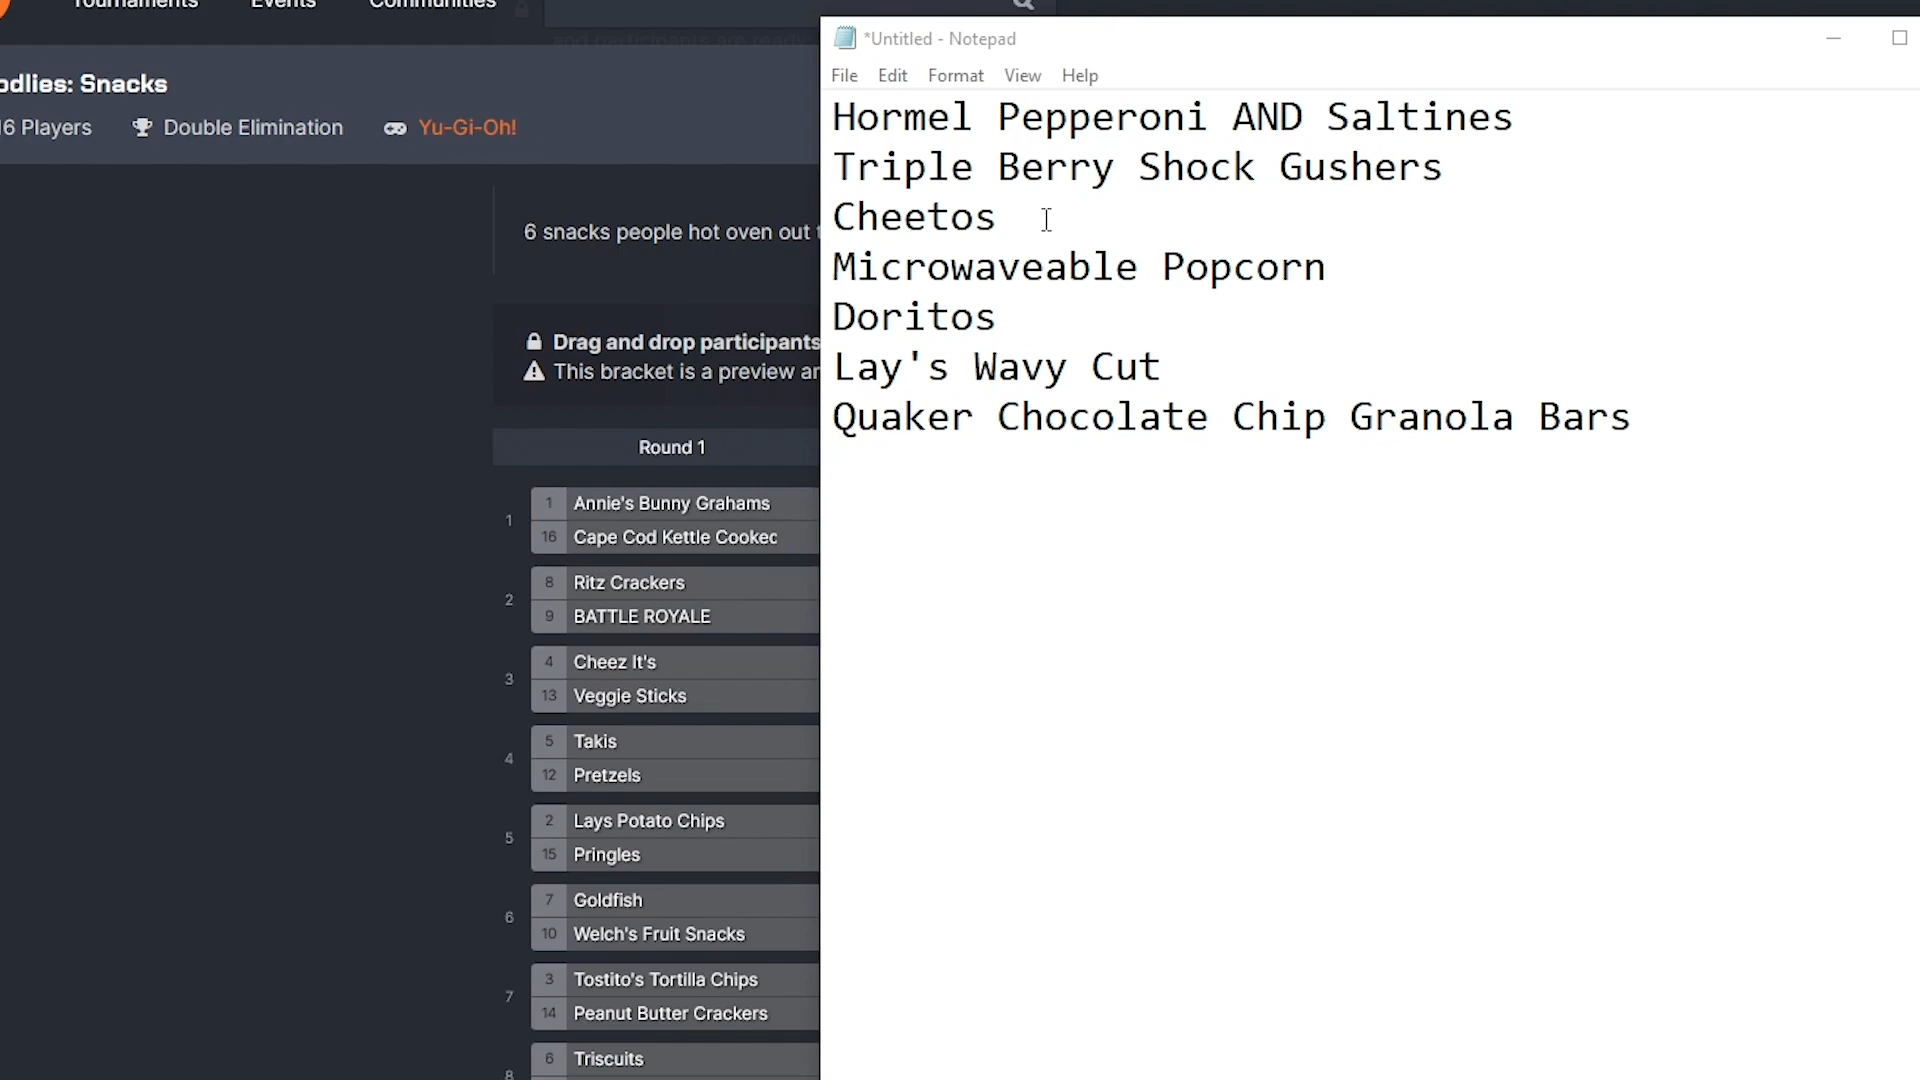 Tournaments Events Communities
odlies: Snacks
16 Players Double Elimination Yu-Gi-Oh!
6 snacks people hot oven out
Drag and drop participants
This bracket is a preview
Round 1
1
1 Annie's Bunny Grahams
16 Cape Cod Kettle Cooked
2
8 Ritz Crackers
9 BATTLE ROYALE
3
4 Cheez It's
13 Veggie Sticks
4
5 Takis
12 Pretzels
5
2 Lays Potato Chips
15 Pringles
6
7 Goldfish
10 Welch's Fruit Snacks
7
3 Tostito's Tortilla Chips
14 Peanut Butter Crackers
8
6 Triscuits
*Untitled - Notepad
File Edit Format View Help
Hormel Pepperoni AND Saltines
Triple Berry Shock Gushers
Cheetos
Microwaveable Popcorn
Doritos
Lay's Wavy Cut
Quaker Chocolate Chip Granola Bars